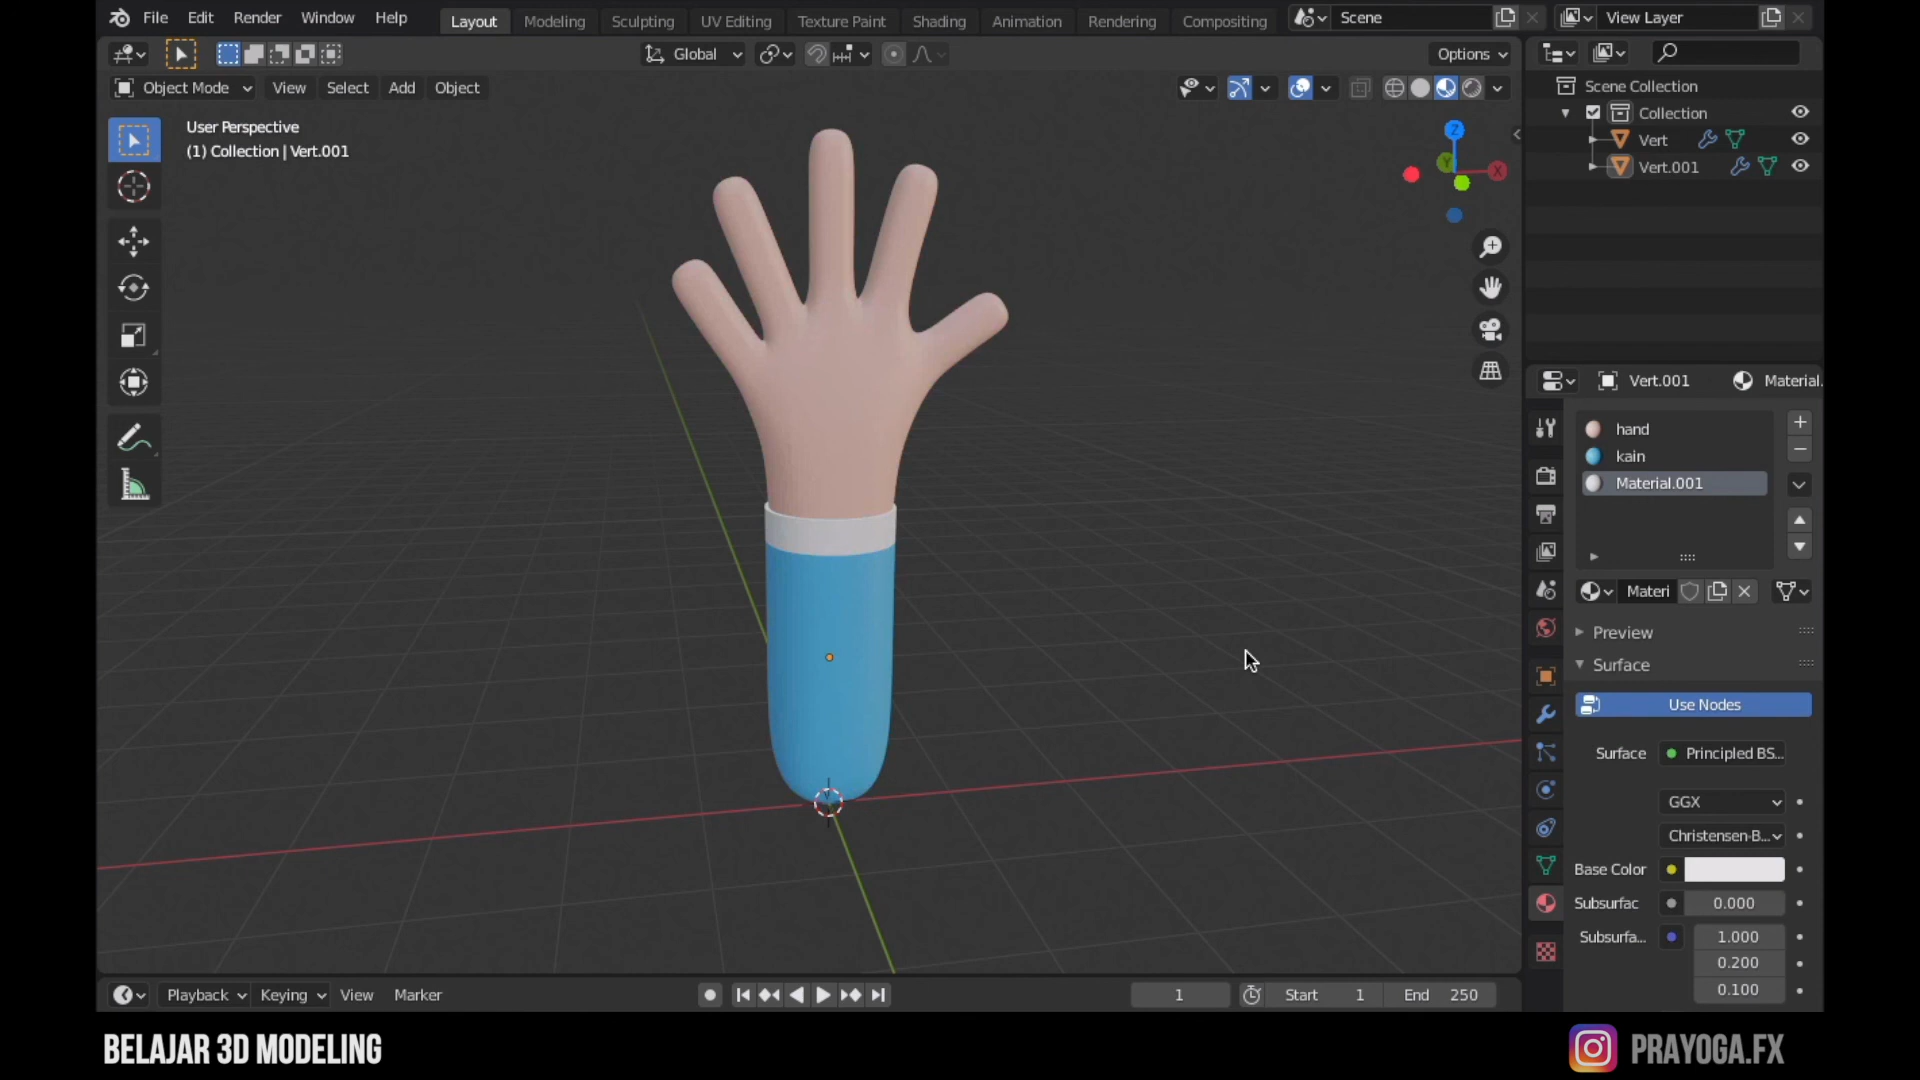 File Edit Render Window Help
Layout Modeling Sculpting UV Editing Texture Paint Shading Animation Rendering Compositing
Scene
View Layer
Global
Options
Object Mode View Select Add Object
User Perspective
(1) Collection | Vert.001
Z
Y
X
Scene Collection
Collection
Vert
Vert.001
Vert.001 Material.
hand
kain
Material.001
Materi
Preview
Surface
Use Nodes
Surface Principled BS...
GGX
Christensen-B...
Base Color
Subsurfac 0.000
Subsurfa... 1.000
0.200
0.100
Playback Keying View Marker
1
Start 1
End 250
BELAJAR 3D MODELING
PRAYOGA.FX